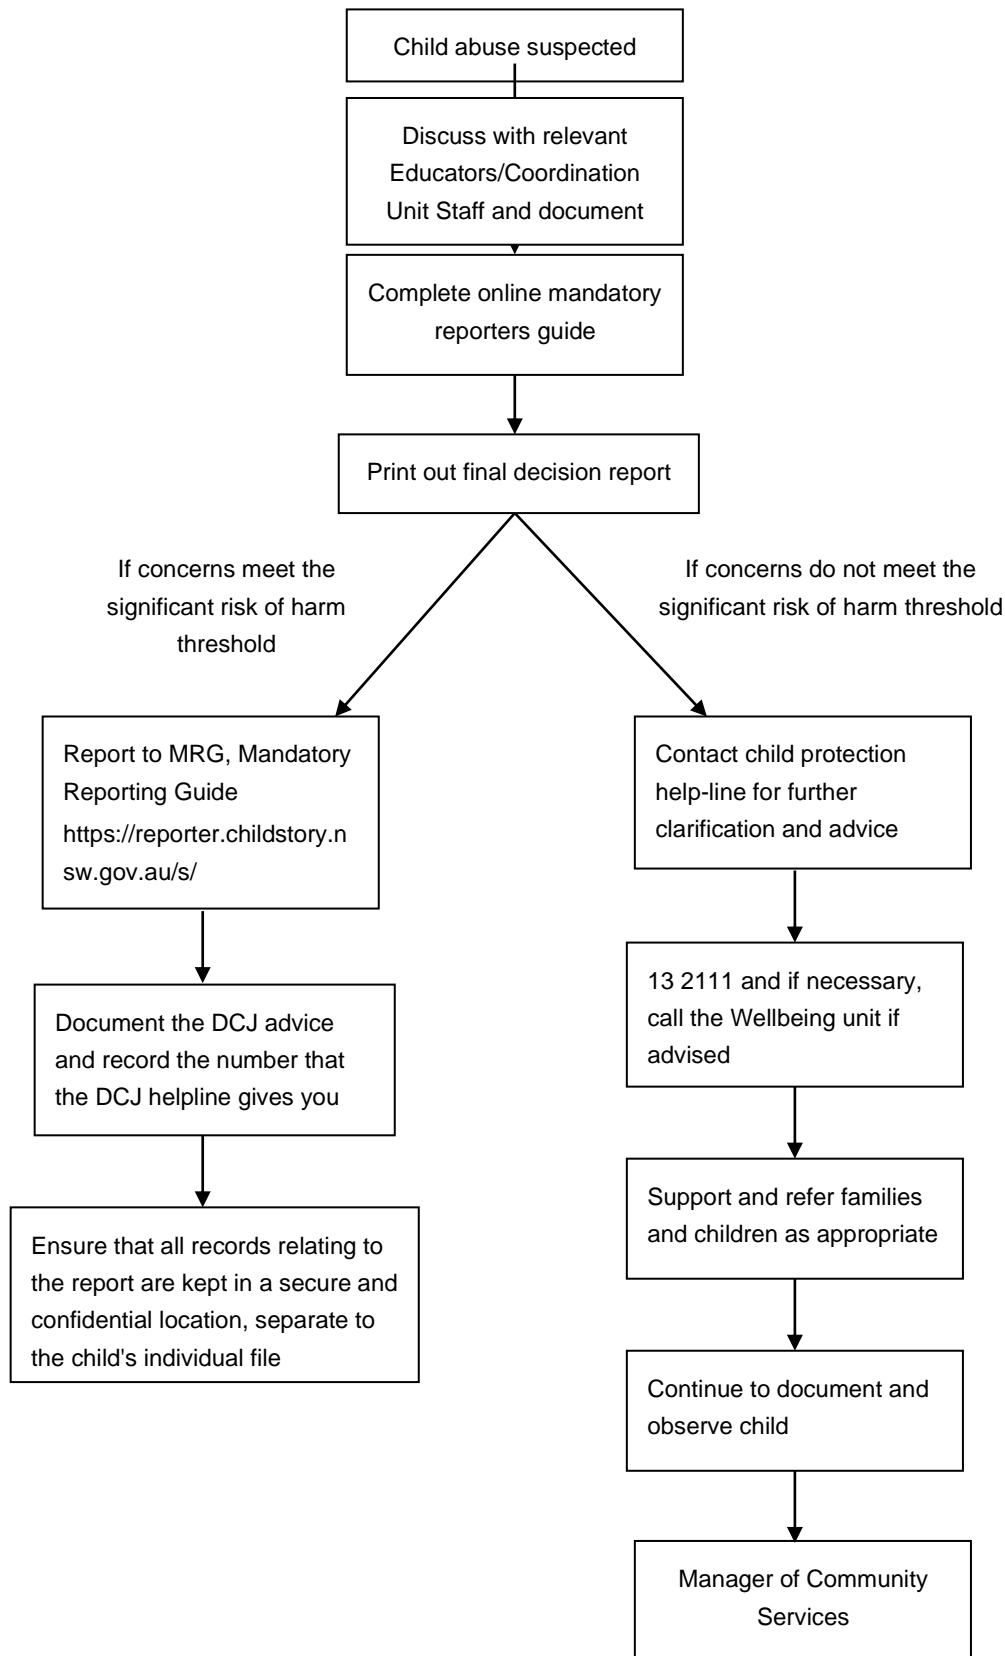 Child abuse suspected
Discuss with relevant
Educators/Coordination
Unit Staff and document
Complete online mandatory
reporters guide
Print out final decision report
If concerns meet the
significant risk of harm
threshold
If concerns do not meet the
significant risk of harm threshold
Report to MRG, Mandatory
Reporting Guide
https://reporter.childstory.n
sw.gov.au/s/
Document the DCJ advice
and record the number that
the DCJ helpline gives you
Ensure that all records relating to
the report are kept in a secure and
confidential location, separate to
the child's individual file
Contact child protection
help-line for further
clarification and advice
13 2111 and if necessary,
call the Wellbeing unit if
advised
Support and refer families
and children as appropriate
Continue to document and
observe child
Manager of Community
Services